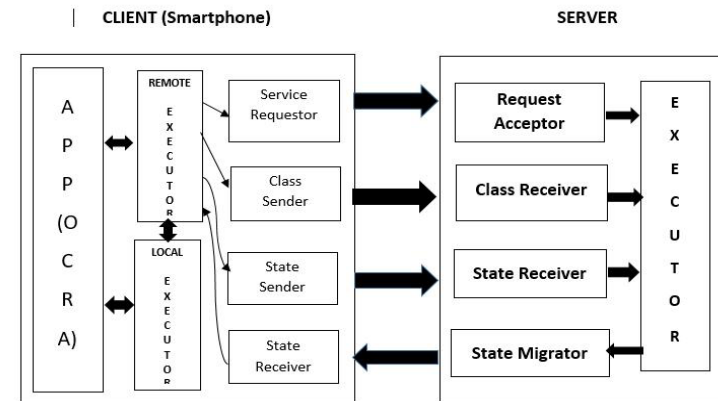 CLIENT (Smartphone)
SERVER
A
P
P
(O
C
R
A)
REMOTE
E
X
E
C
U
T
O
R
LOCAL
E
X
E
C
U
T
O
R
Service
Requestor
Class
Sender
State
Sender
State
Receiver
Request
Acceptor
Class Receiver
State Receiver
State Migrator
E
X
E
C
U
T
O
R